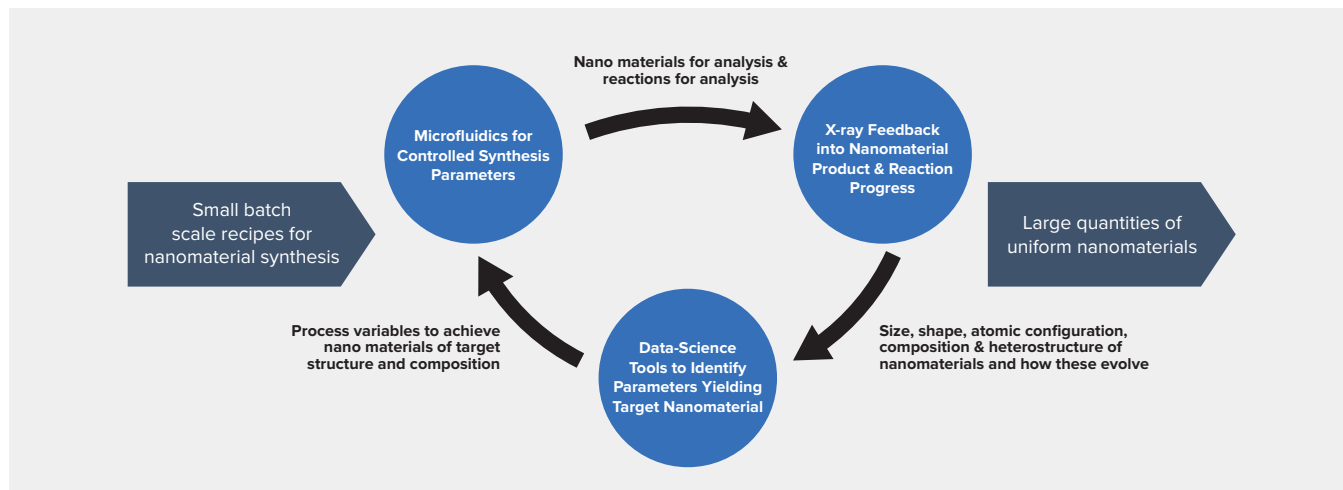 Nano materials for analysis &
reactions for analysis
Microfluidics for
Controlled Synthesis
Parameters
X-ray Feedback
into Nanomaterial
Product & Reaction
Progress
Small batch
scale recipes for
nanomaterial synthesis
Large quantities of
uniform nanomaterials
Process variables to achieve
nano materials of target
structure and composition
Data-Science
Tools to Identify
Parameters Yielding
Target Nanomaterial
Size, shape, atomic configuration,
composition & heterostructure of
nanomaterials and how these evolve